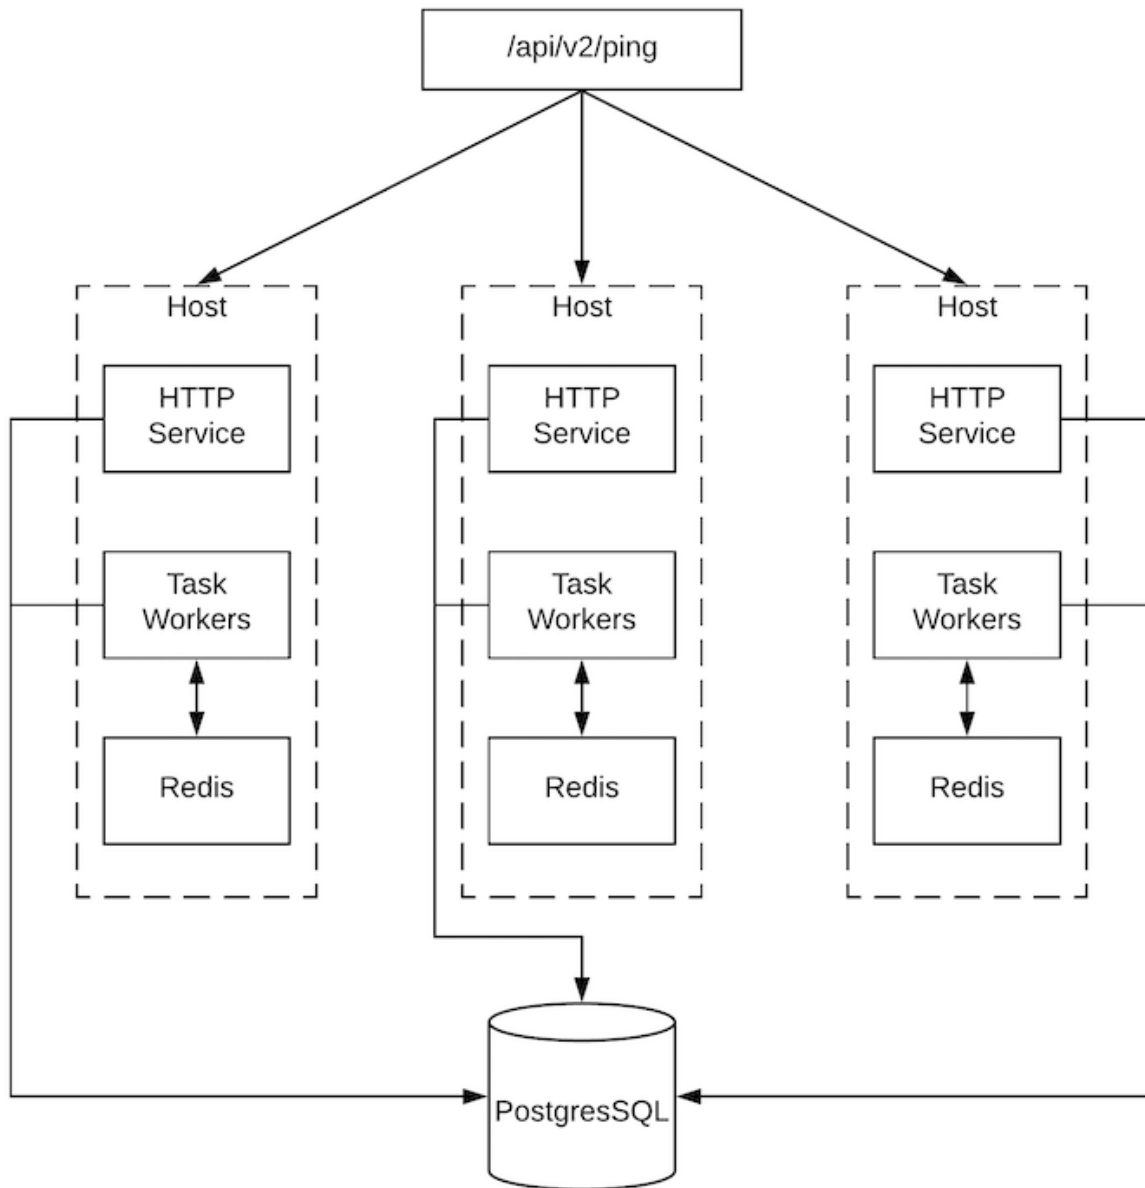 /api/v2/ping
Host
HTTP
Service
Task
Workers
Redis
Host
HTTP
Service
Task
Workers
Redis
Host
HTTP
Service
Task
Workers
Redis
PostgresSQL